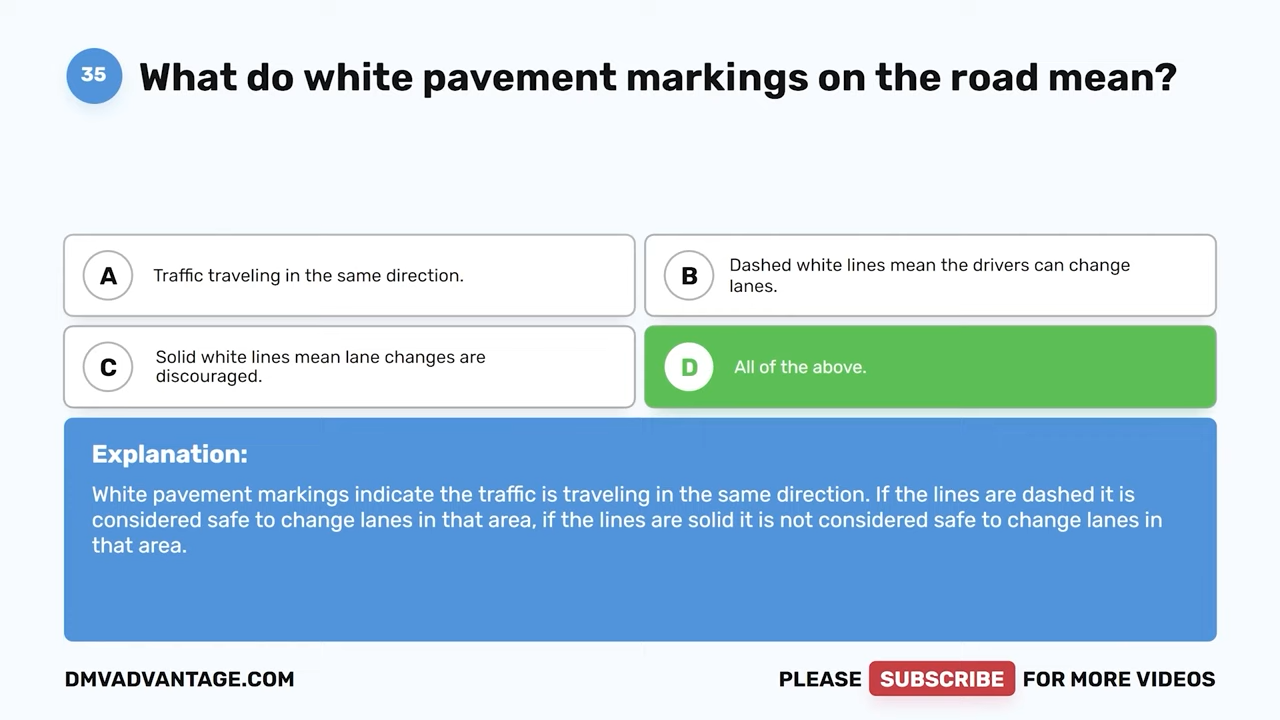 35 What do white pavement markings on the road mean?
A Traffic traveling in the same direction.
B Dashed white lines mean the drivers can change
lanes.
C Solid white lines mean lane changes are
discouraged.
D All of the above.
Explanation:
White pavement markings indicate the traffic is traveling in the same direction. If the lines are dashed it is
considered safe to change lanes in that area, if the lines are solid it is not considered safe to change lanes in
that area.
DMVADVANTAGE.COM
PLEASE SUBSCRIBE FOR MORE VIDEOS